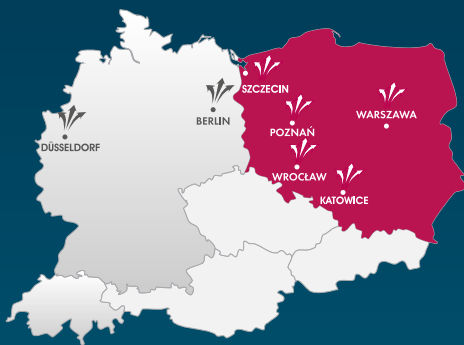 SZCZECIN
BERLIN
WARSZAWA
POZNAŃ
DÜSSELDORF
WROCŁAW
KATOWICE